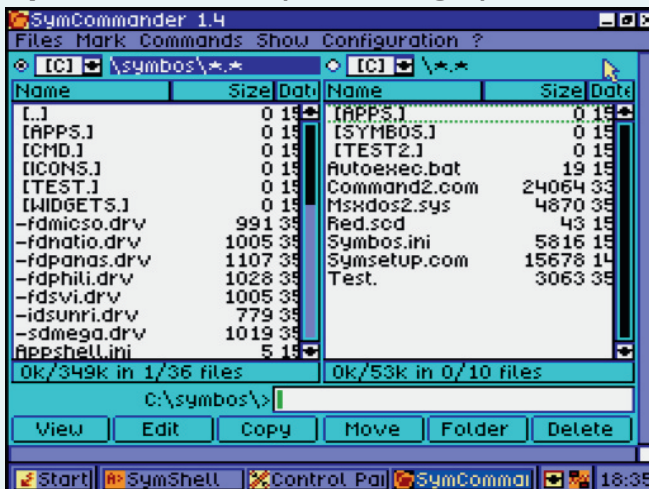 SymCommander 1.4
Files Mark Commands Show Configuration ?
[C] \symbos\*.*
Name Size Date
[..] 0 15
[APPS.] 0 15
[CMD.] 0 15
[ICONS.] 0 15
[TEST.] 0 15
[WIDGETS.] 0 15
-fdmicso.drv 991 35
-fdnatio.drv 1005 35
-fdpanas.drv 1107 35
-fdphili.drv 1028 35
-fdsvi.drv 1005 35
-idsunri.drv 779 35
-sdmega.drv 1019 35
Appshell.ini 5 15
0k/349k in 1/36 files
[C] \*.*
Name Size Date
[APPS.] 0 15
[SYMBOS.] 0 15
[TEST2.] 0 15
Autoexec.bat 19 15
Command2.com 24064 33
Msxdos2.sys 4870 35
Red.scd 43 15
Symbos.ini 5816 15
Symsetup.com 15678 14
Test. 3063 35
0k/53k in 0/10 files
C:\symbos\>
View Edit Copy Move Folder Delete
Start SymShell Control Pa SymComma 18:35